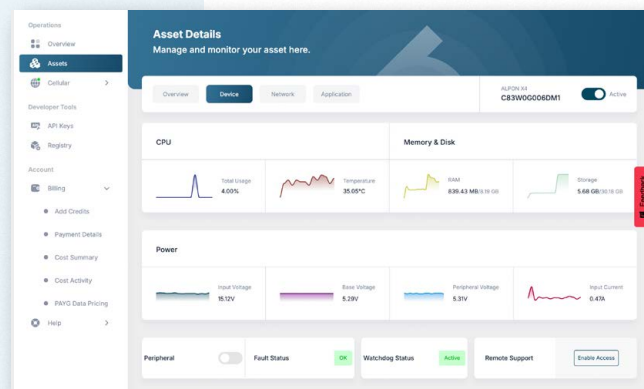 Operations
Overview
Assets
Cellular
Developer Tools
API Keys
Registry
Account
Billing
Add Credits
Payment Details
Cost Summary
Cost Activity
PAYG Data Pricing
Help
Asset Details
Manage and monitor your asset here.
Overview Device Network Application
ALPON X4
C83W0G006DM1
Active
CPU
Memory & Disk
Total Usage
4.00%
Temperature
35.05°C
RAM
839.43 MB/8.19 GB
Storage
5.68 GB/
Feedback
Power
Input Voltage
15.12V
Base Voltage
5.29V
Peripheral Voltage
5.31V
Input Current
0.47A
Peripheral
Fault Status OK
Watchdog Status Active
Remote Support Enable Access